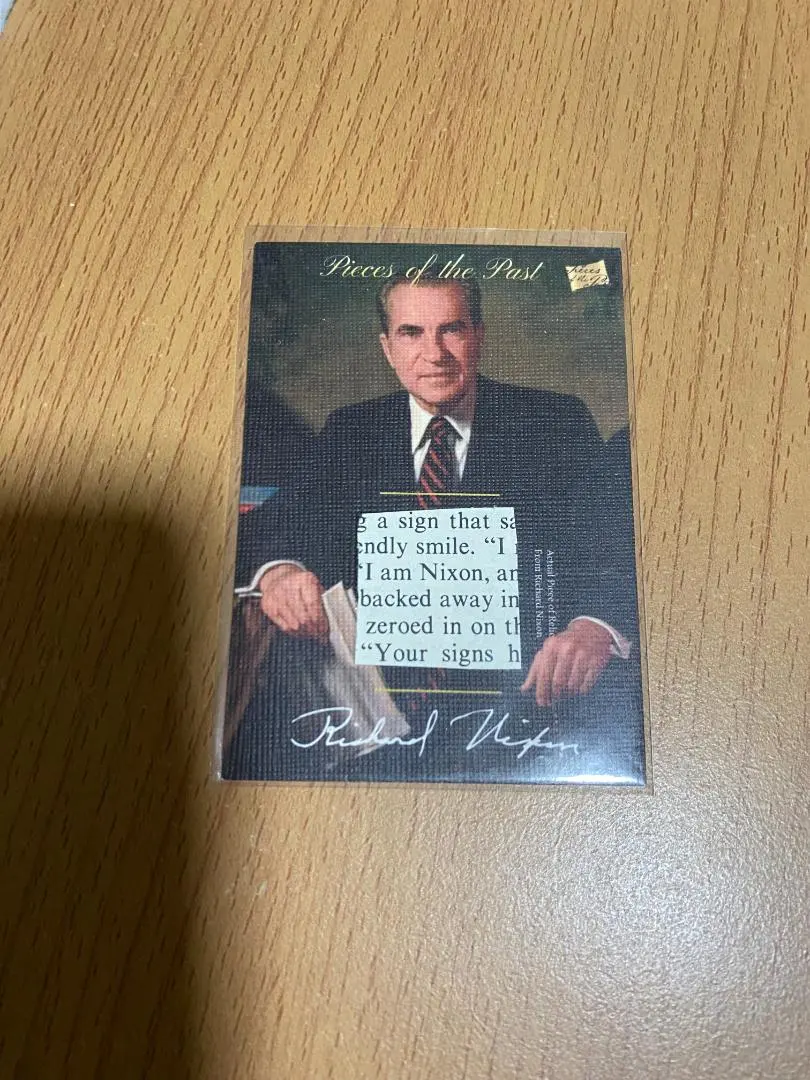 Pieces of the Past
Pieces
g a sign that sa
endly smile. “I
‘I am Nixon, an
backed away in
zeroed in on th
“Your signs h
Actual Piece of
From Richard Nixon
Richard Nixon